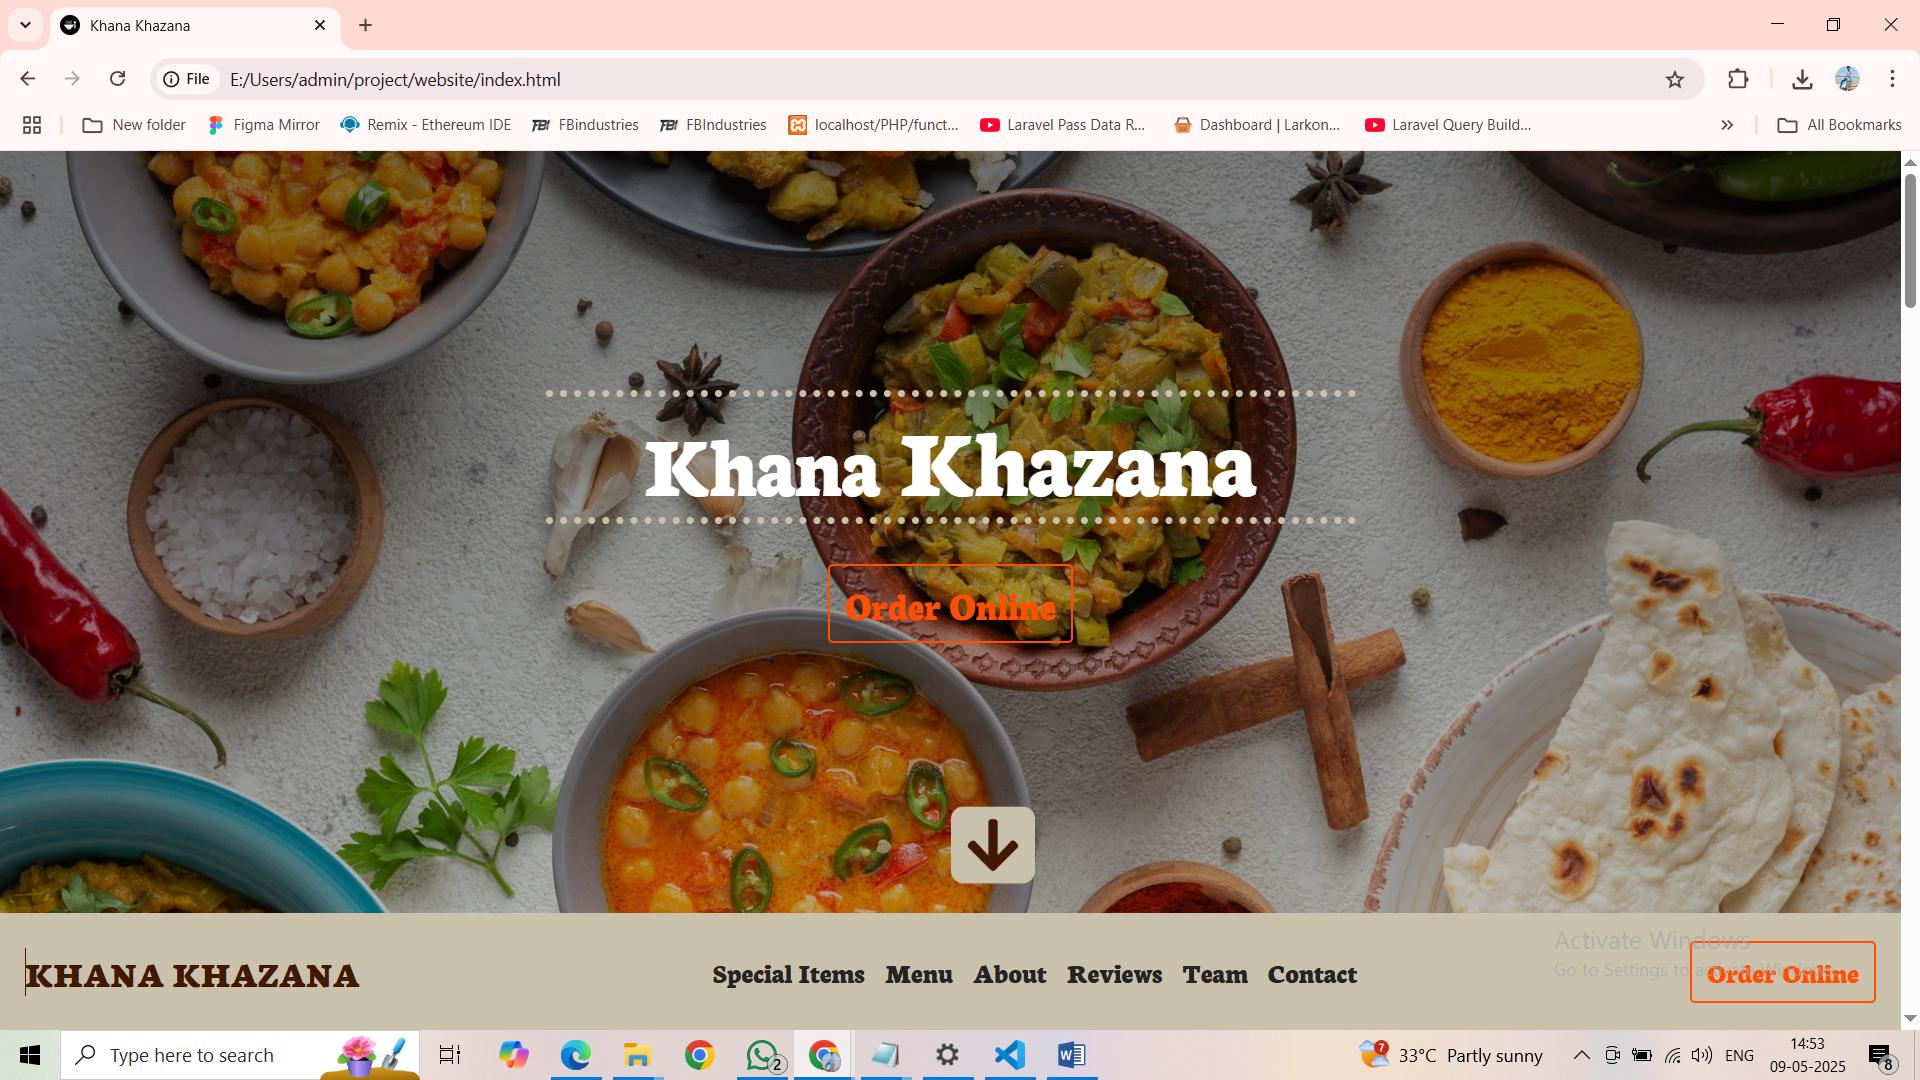 Khana Khazana
File
E:/Users/admin/project/website/index.html
New folder
Figma Mirror
Remix - Ethereum IDE
FBindustries
FBIndustries
localhost/PHP/funct...
Laravel Pass Data R...
Dashboard | Larkon...
Laravel Query Build...
All Bookmarks
Khana Khazana
Order Online
KHANA KHAZANA
Special Items
Menu
About
Reviews
Team
Contact
Order Online
Activate Windows
Go to Settings to activate Windows.
Type here to search
2
7
33°C Partly sunny
ENG
14:53
09-05-2025
8